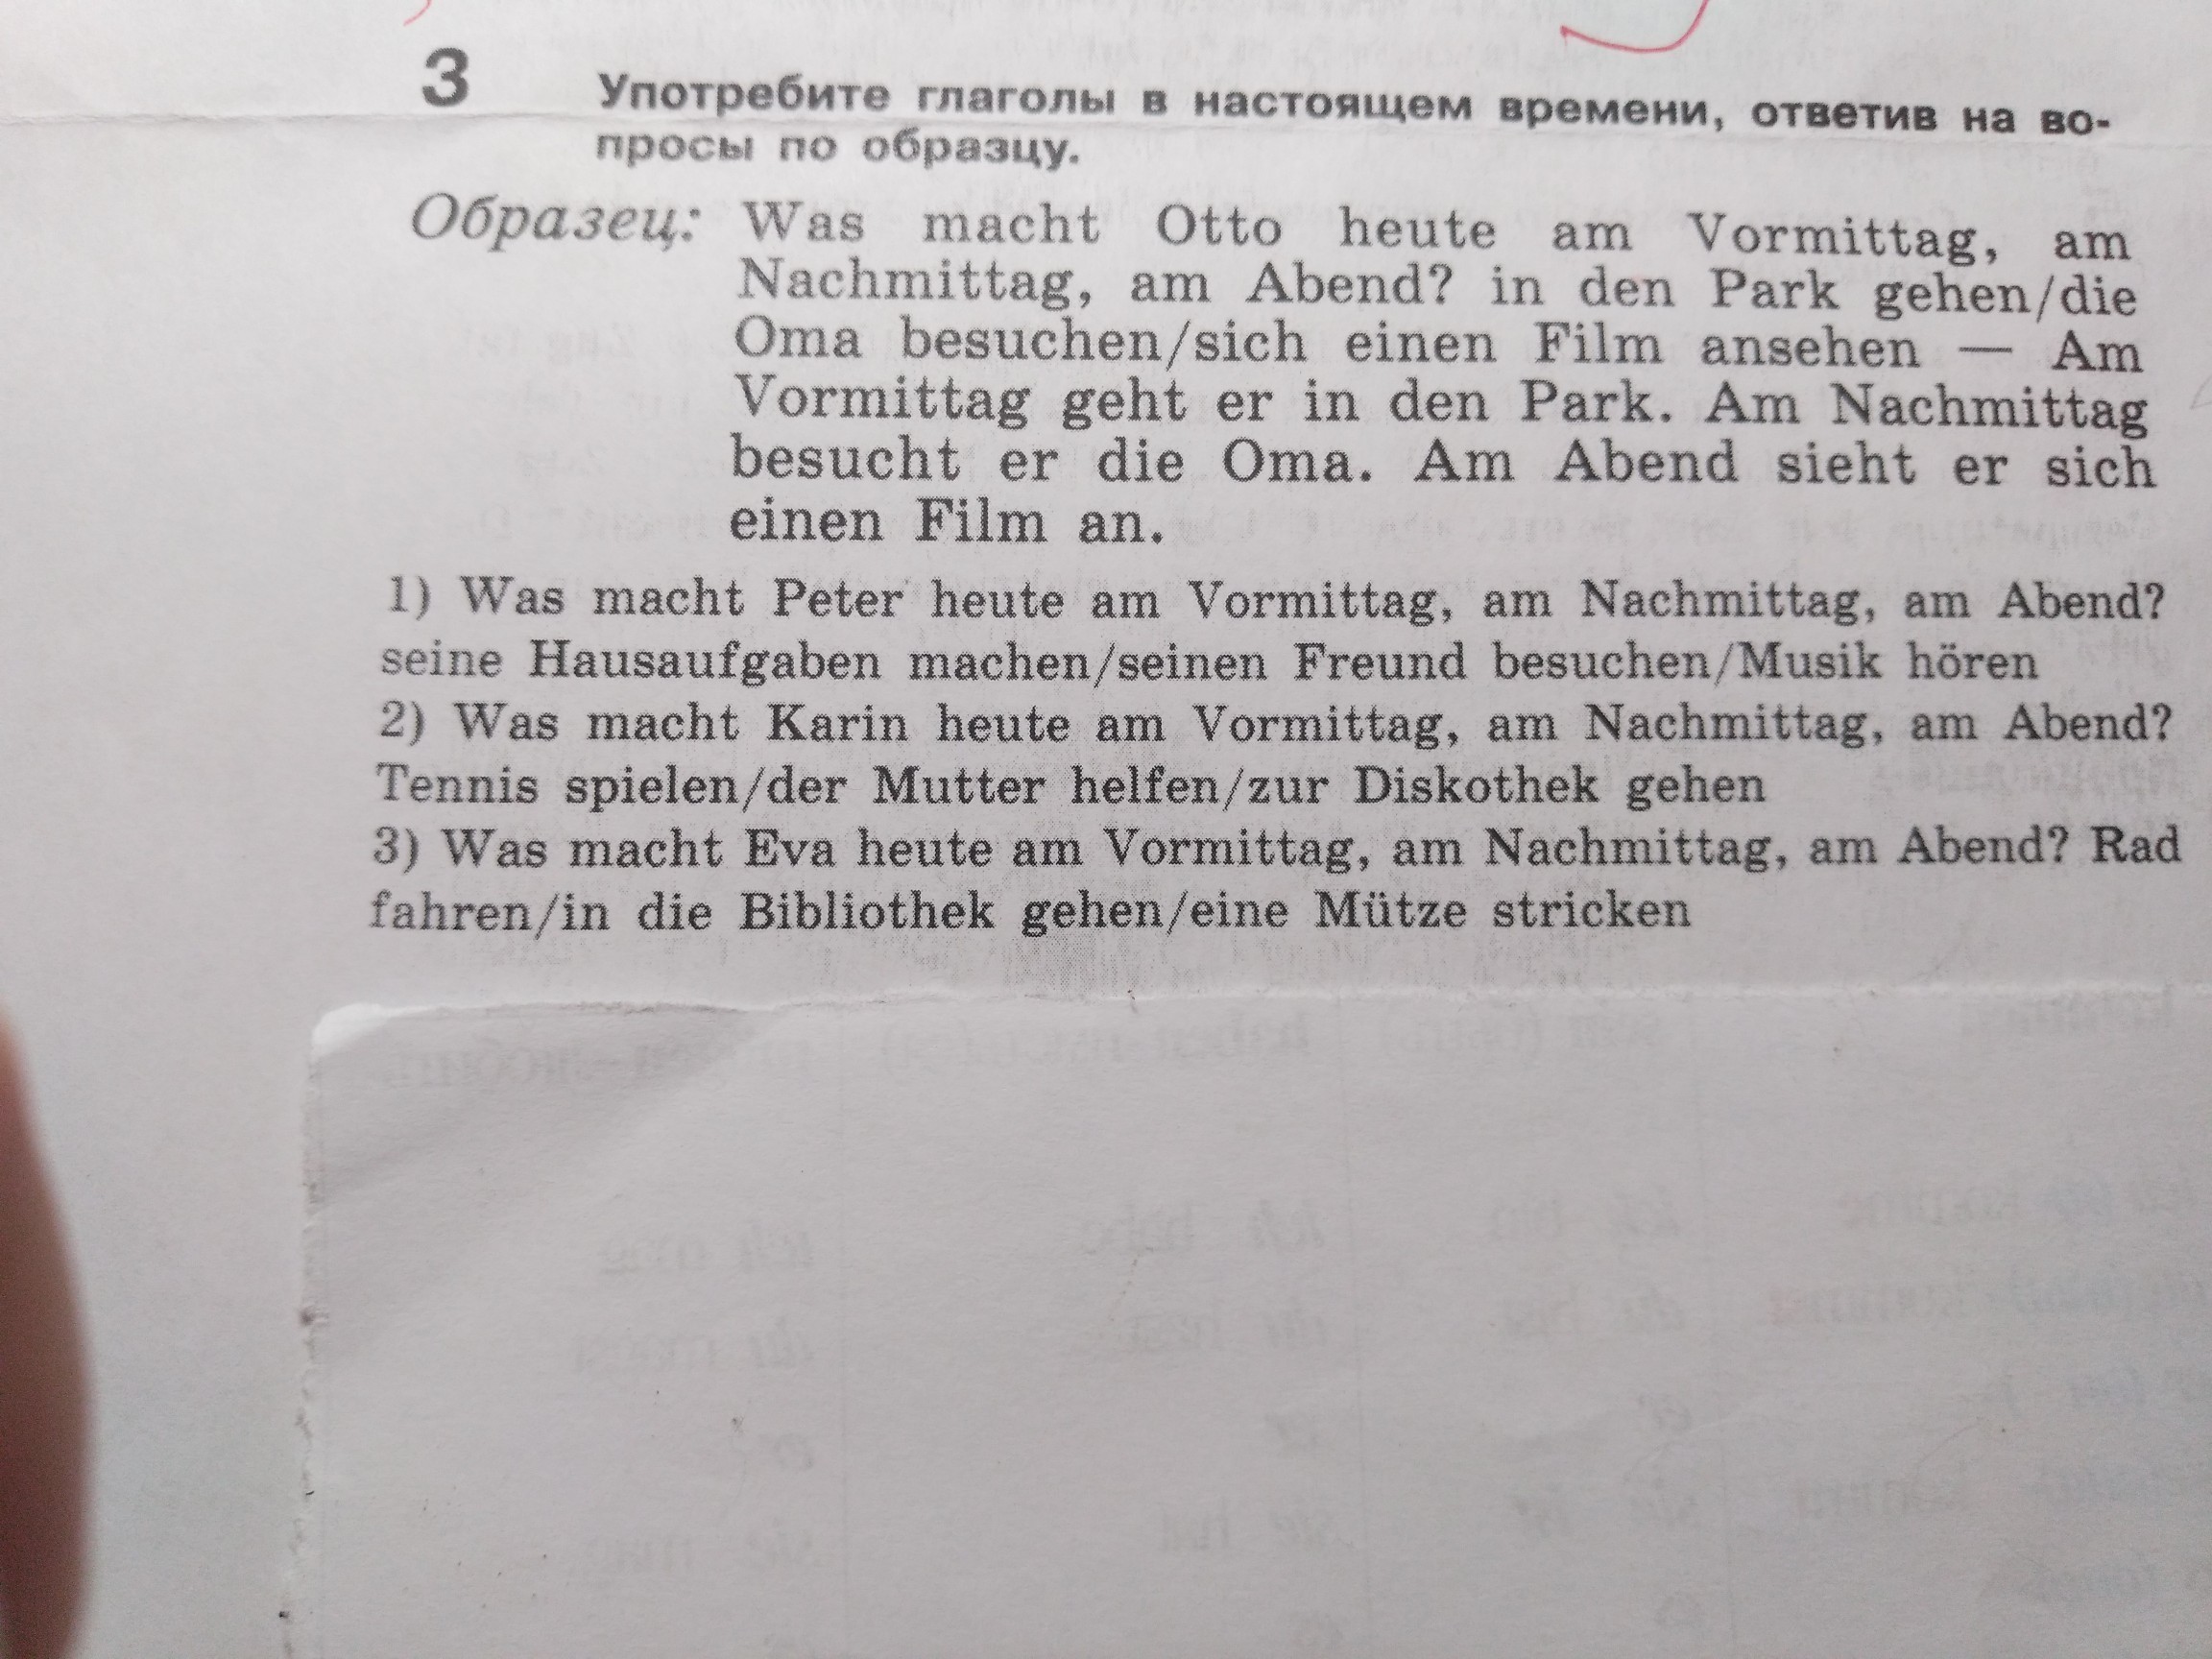 3 Употребите глаголы в настоящем времени, ответив на во-
просы по образцу.
Образец: Was macht Otto heute am Vormittag, am
Nachmittag, am Abend? in den Park gehen/die
Oma besuchen/sich einen Film ansehen — Am
Vormittag geht er in den Park. Am Nachmittag
besucht er die Oma. Am Abend sieht er sich
einen Film an.
1) Was macht Peter heute am Vormittag, am Nachmittag, am Abend?
seine Hausaufgaben machen/seinen Freund besuchen/Musik hören
2) Was macht Karin heute am Vormittag, am Nachmittag, am Abend?
Tennis spielen/der Mutter helfen/zur Diskothek gehen
3) Was macht Eva heute am Vormittag, am Nachmittag, am Abend? Rad
fahren/in die Bibliothek gehen/eine Mütze stricken